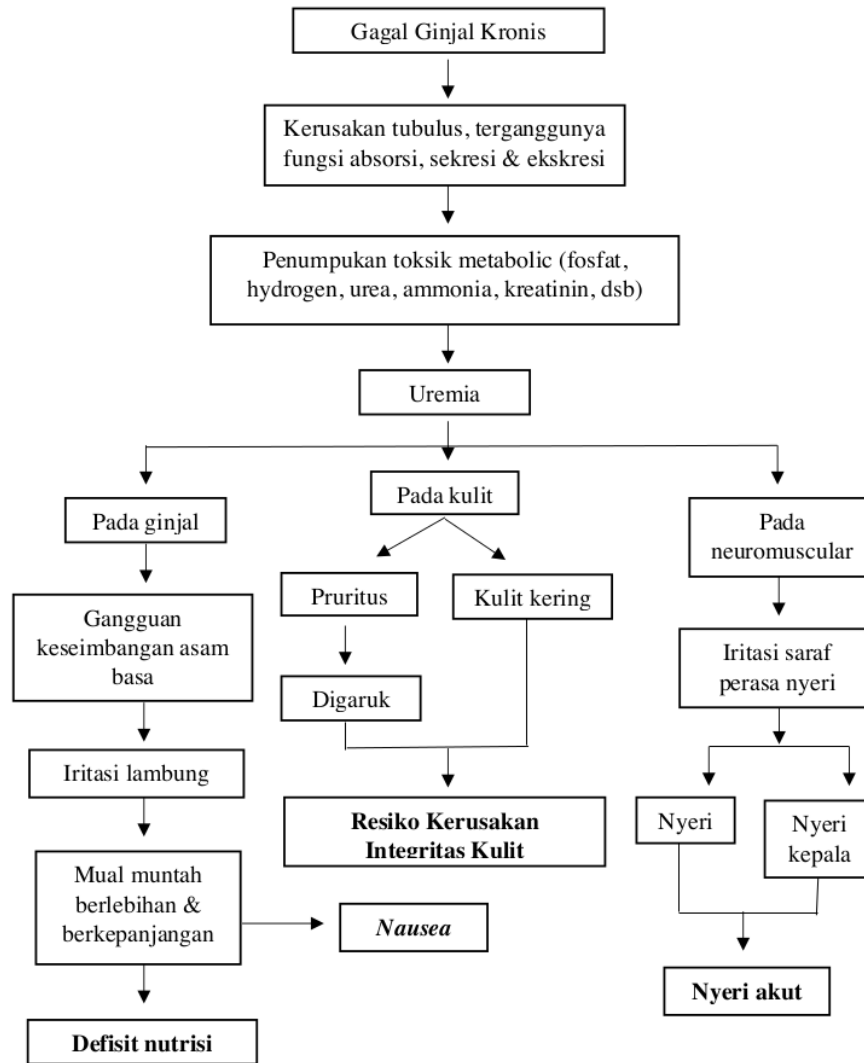 Gagal Ginjal Kronis
Kerusakan tubulus, terganggunya
fungsi absorsi, sekresi & ekskresi
Penumpukan toksik metabolic (fosfat,
hydrogen, urea, ammonia, kreatinin, dsb)
Uremia
Pada ginjal
Gangguan
keseimbangan asam
basa
Iritasi lambung
Mual muntah
berlebihan &
berkepanjangan
Nausea
Defisit nutrisi
Pada kulit
Pruritus
Kulit kering
Digaruk
Resiko Kerusakan
Integritas Kulit
Pada
neuromuscular
Iritasi saraf
perasa nyeri
Nyeri
Nyeri
kepala
Nyeri akut